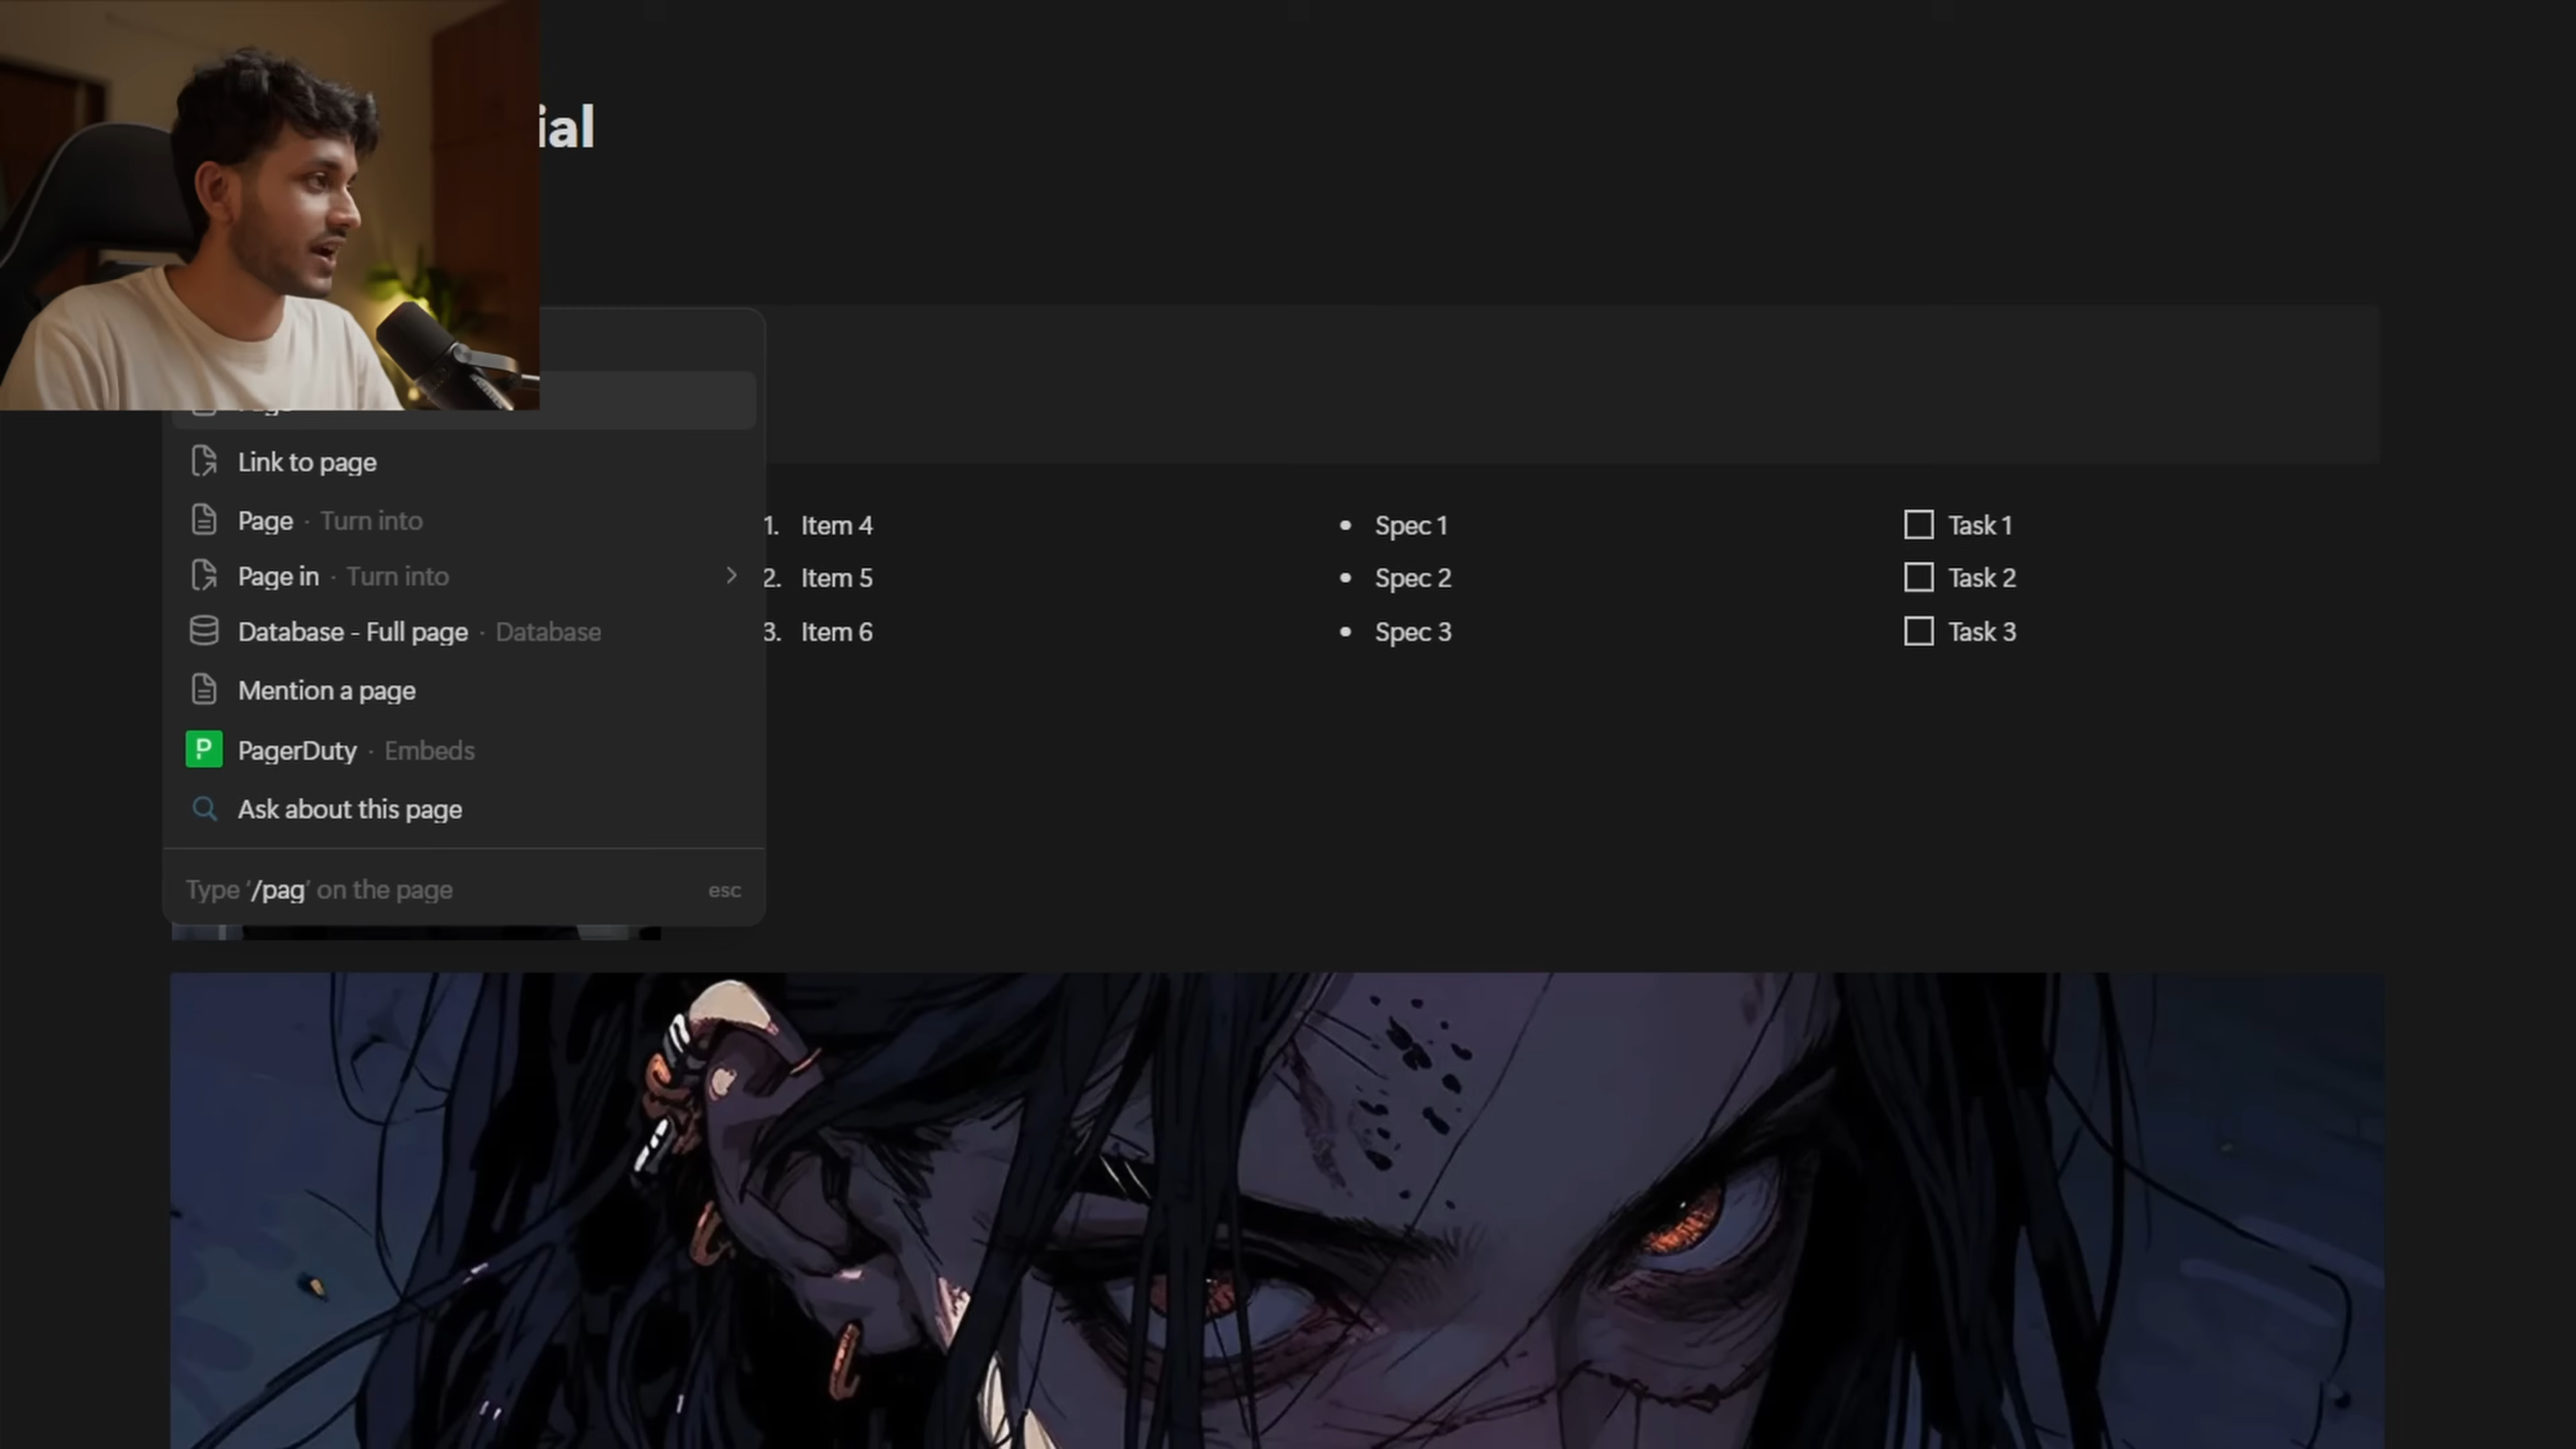 ial
Page
Link to page
Page · Turn into
Page in · Turn into
Database - Full page · Database
Mention a page
P PagerDuty · Embeds
Ask about this page
Type '/pag' on the page esc
1. Item 4
2. Item 5
3. Item 6
• Spec 1
• Spec 2
• Spec 3
Task 1
Task 2
Task 3